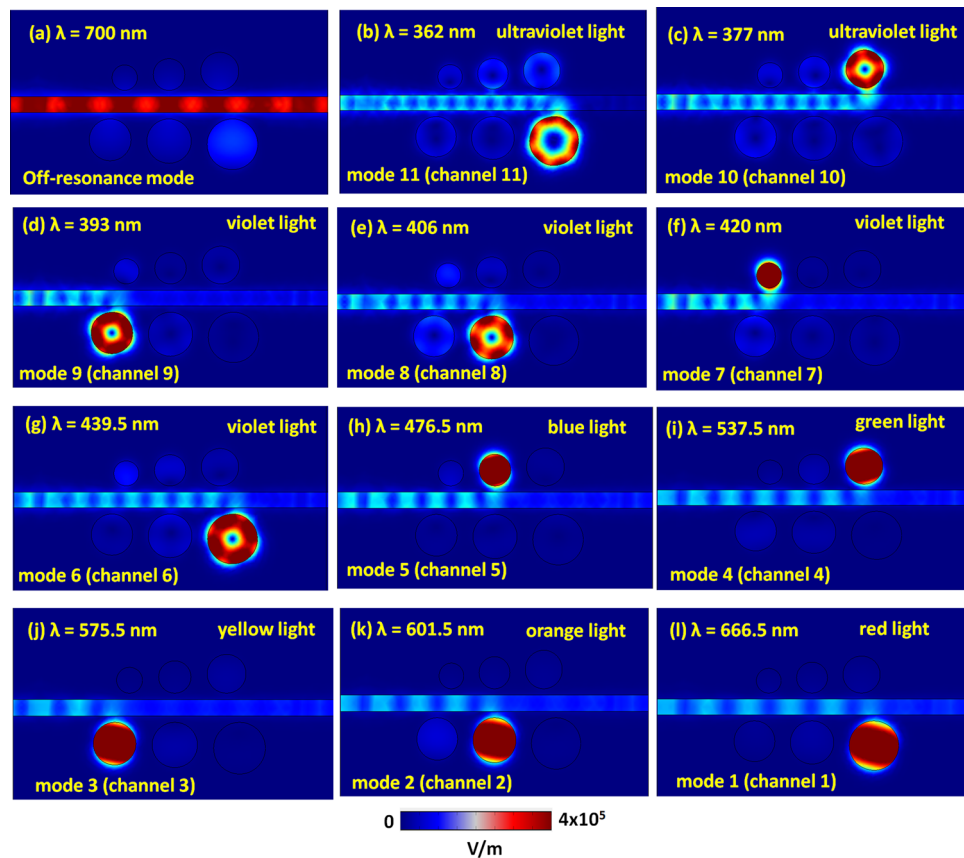 (a) λ = 700 nm
Off-resonance mode
(b) λ = 362 nm ultraviolet light
mode 11 (channel 11)
(c) λ = 377 nm ultraviolet light
mode 10 (channel 10)
(d) λ = 393 nm violet light
mode 9 (channel 9)
(e) λ = 406 nm violet light
mode 8 (channel 8)
(f) λ = 420 nm violet light
mode 7 (channel 7)
(g) λ = 439.5 nm violet light
mode 6 (channel 6)
(h) λ = 476.5 nm blue light
mode 5 (channel 5)
(i) λ = 537.5 nm green light
mode 4 (channel 4)
(j) λ = 575.5 nm yellow light
mode 3 (channel 3)
(k) λ = 601.5 nm orange light
mode 2 (channel 2)
(l) λ = 666.5 nm red light
mode 1 (channel 1)
0 4x10⁵
V/m